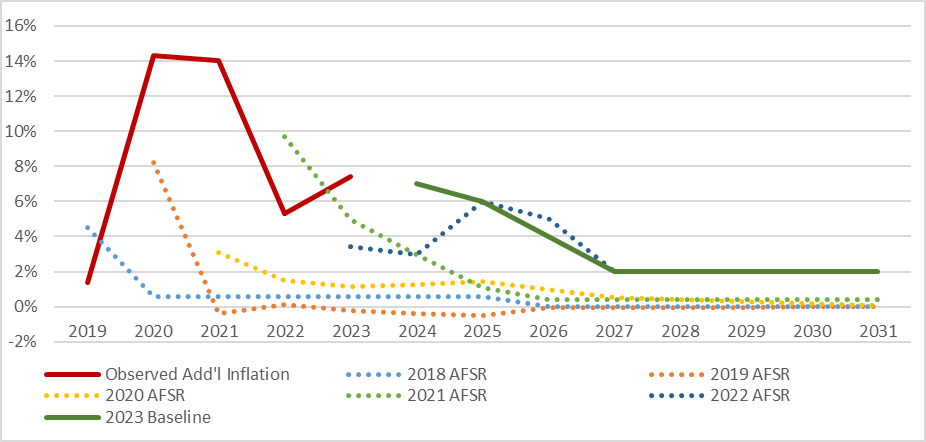 16%
14%
12%
10%
8%
6%
4%
2%
0%
-2%
2019 2020 2021 2022 2023 2024 2025 2026 2027 2028 2029 2030 2031
Observed Add'l Inflation 2018 AFSR 2019 AFSR
2020 AFSR 2021 AFSR 2022 AFSR
2023 Baseline